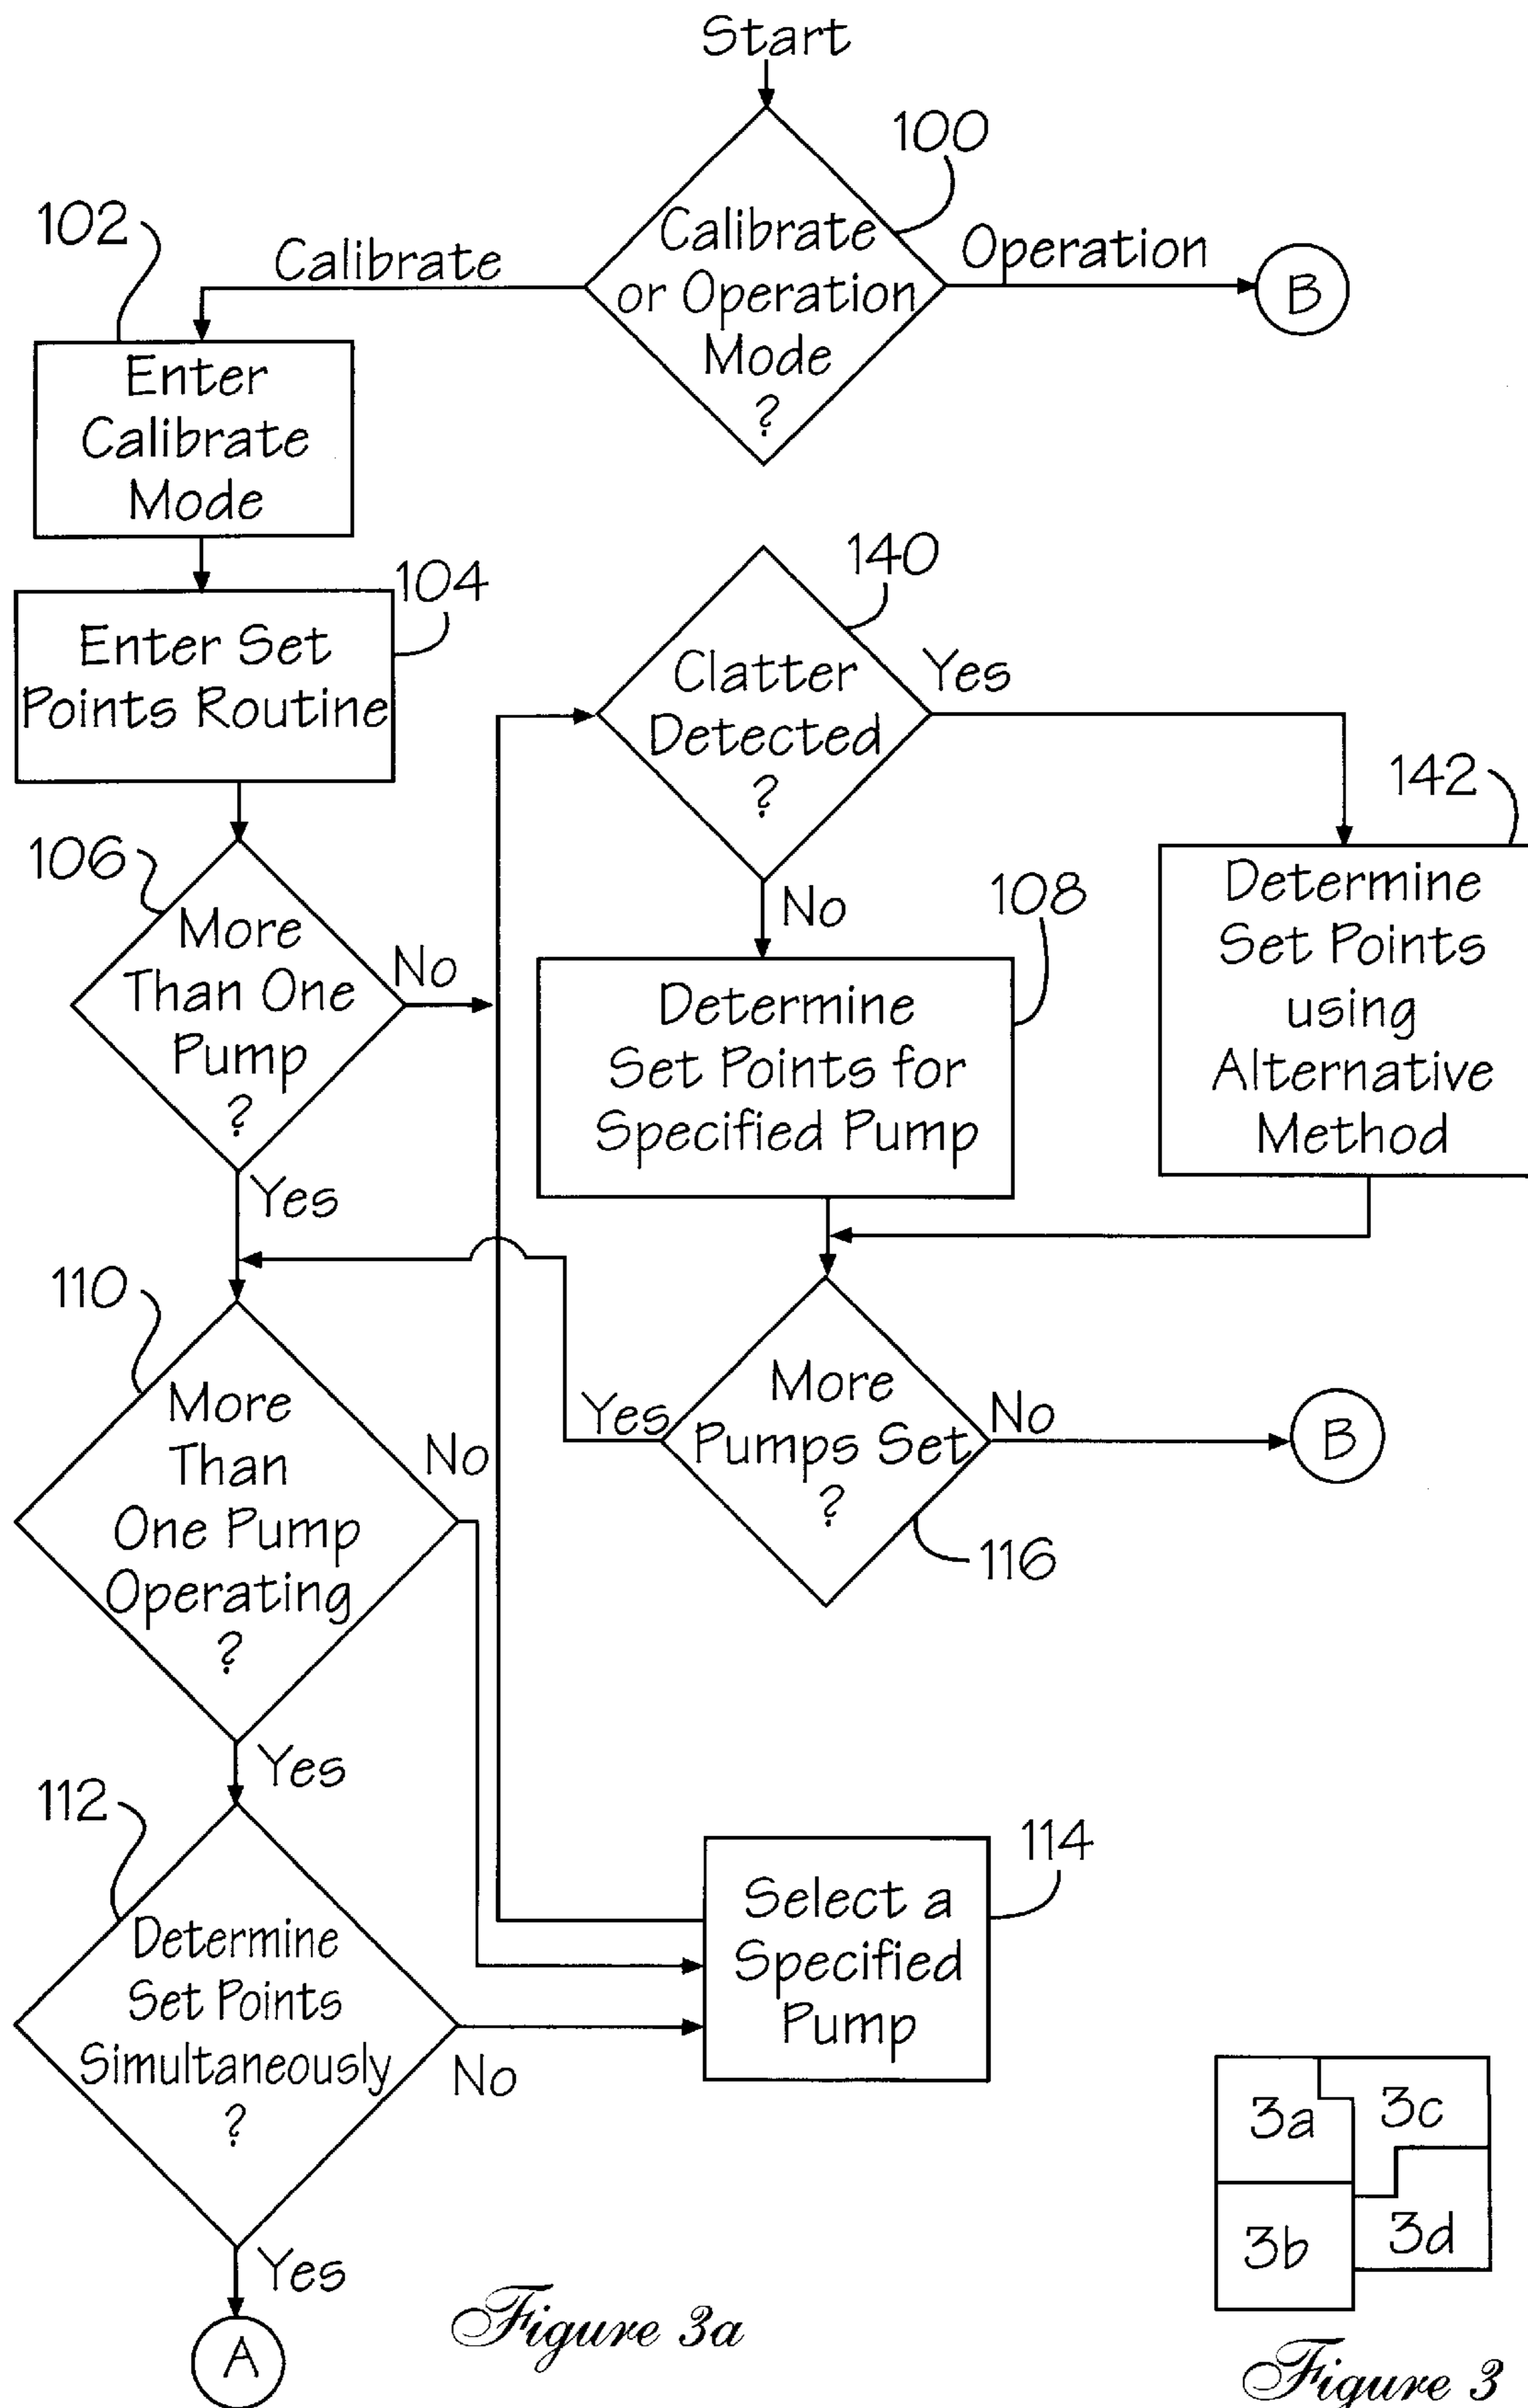 Start
100
Calibrate
or Operation
Mode
?
Calibrate
Operation
B
102
Enter
Calibrate
Mode
104
Enter Set
Points Routine
140
Clatter
Detected
?
Yes
No
142
Determine
Set Points
using
Alternative
Method
106
More
Than One
Pump
?
No
Yes
108
Determine
Set Points for
Specified Pump
110
More
Than
One Pump
Operating
?
No
Yes
More
Pumps Set
?
Yes
No
B
116
112
Determine
Set Points
Simultaneously
?
No
Yes
114
Select a
Specified
Pump
A
Figure 3a
3a
3c
3b
3d
Figure 3